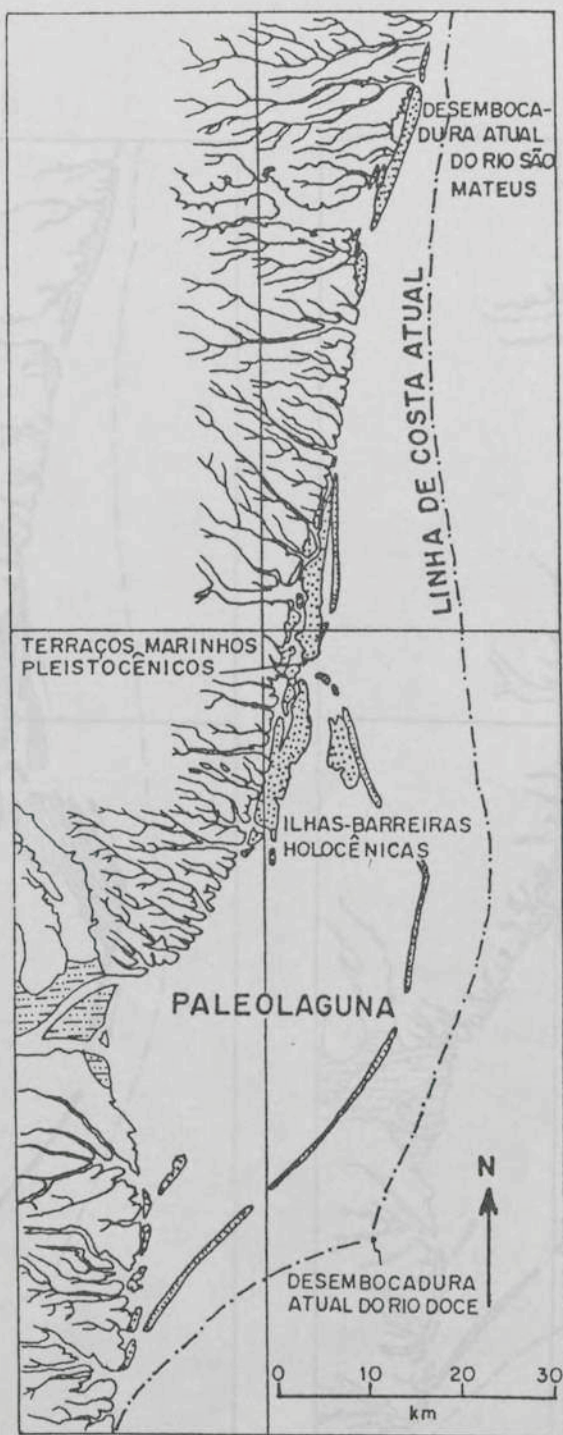 DESEMBOCA-
DURA ATUAL
DO RIO SÃO
MATEUS
LINHA DE COSTA ATUAL
TERRAÇOS MARINHOS
PLEISTOCÊNICOS
ILHAS-BARREIRAS
HOLOCÊNICAS
PALEOLAGUNA
N
DESEMBOCADURA
ATUAL DO RIO DOCE
0 10 20 30
km